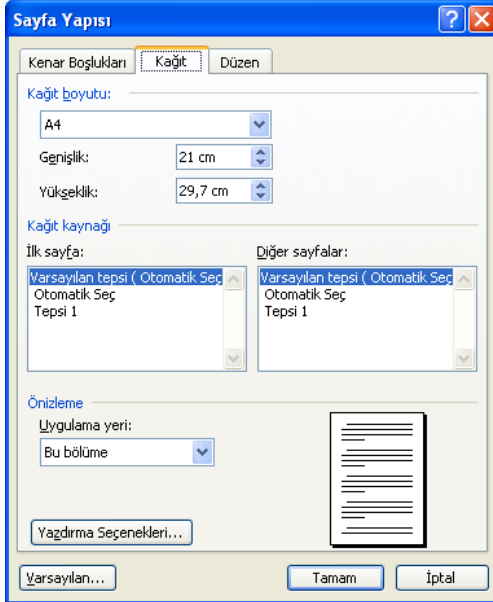 Sayfa Yapısı
Kenar Boşlukları Kağıt Düzen
Kağıt boyutu:
A4
Genişlik: 21 cm
Yükseklik: 29,7 cm
Kağıt kaynağı
İlk sayfa: Diğer sayfalar:
Varsayılan tepsi ( Otomatik Seç Varsayılan tepsi ( Otomatik Seç
Otomatik Seç Otomatik Seç
Tepsi 1 Tepsi 1
Önizleme
Uygulama yeri:
Bu bölüme
Yazdırma Seçenekleri...
Varsayılan... Tamam İptal